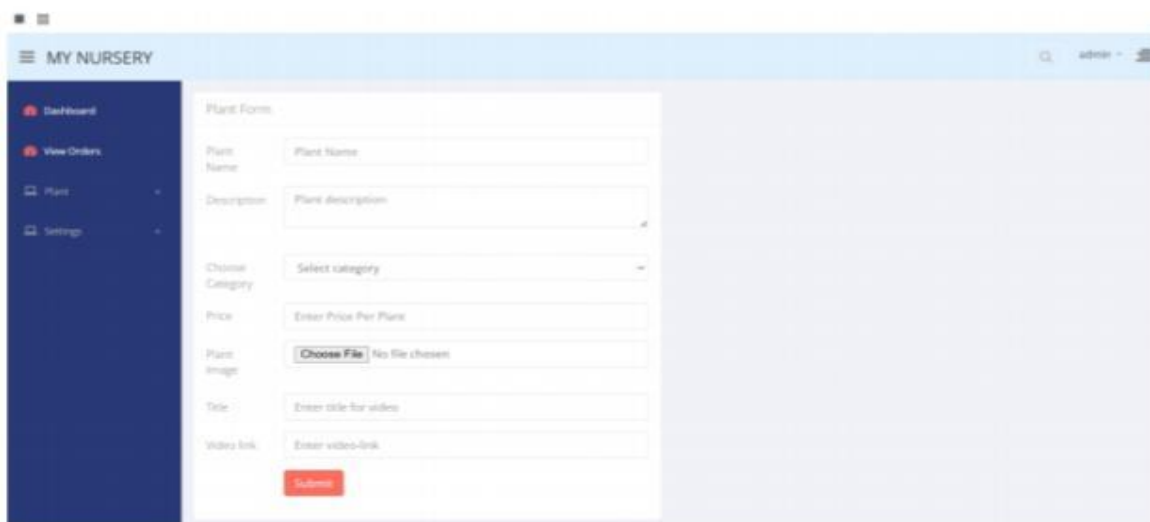 MY NURSERY
admin
Dashboard
View Orders
Plant
Settings
Plant Form
Plant Name
Plant Name
Description
Plant description
Choose Category
Select category
Price
Enter Price Per Plant
Plant Image
Choose File No file chosen
Title
Enter title for video
Video link
Enter video-link
Submit